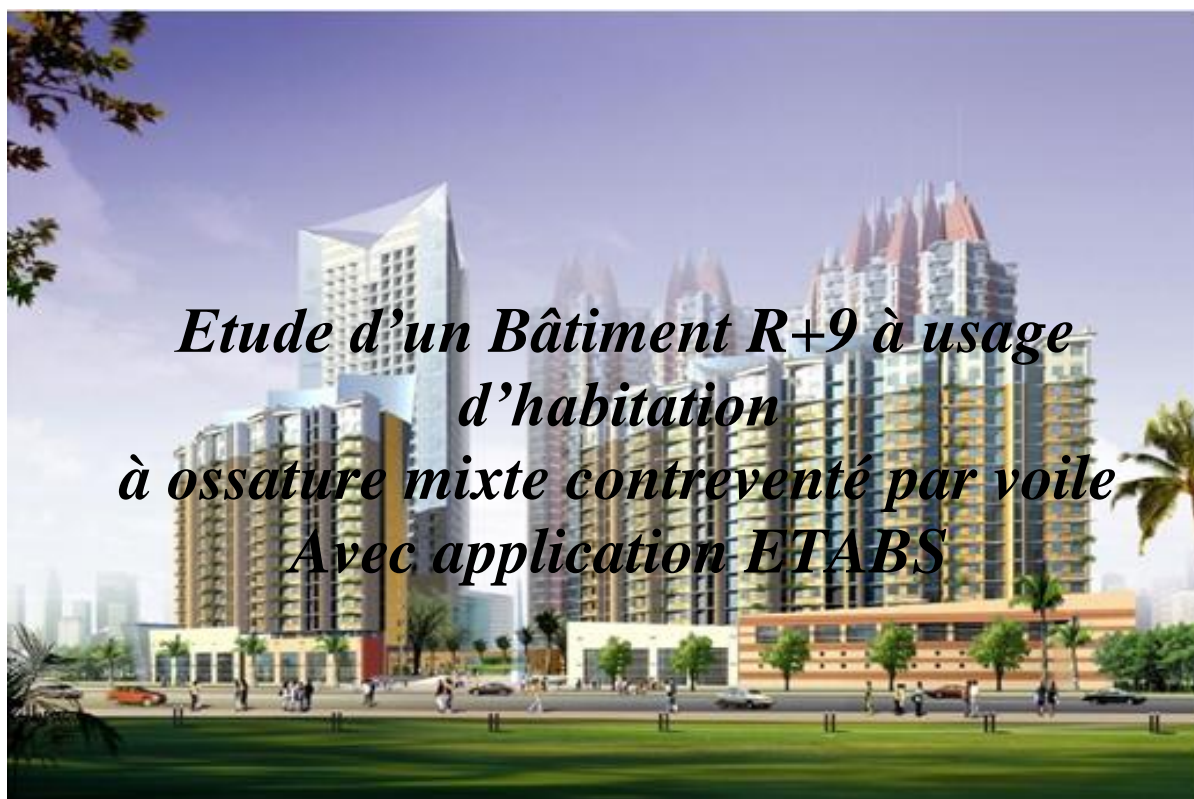 Etude d’un Bâtiment R+9 à usage
d’habitation
à ossature mixte contreventé par voile
Avec application ETABS